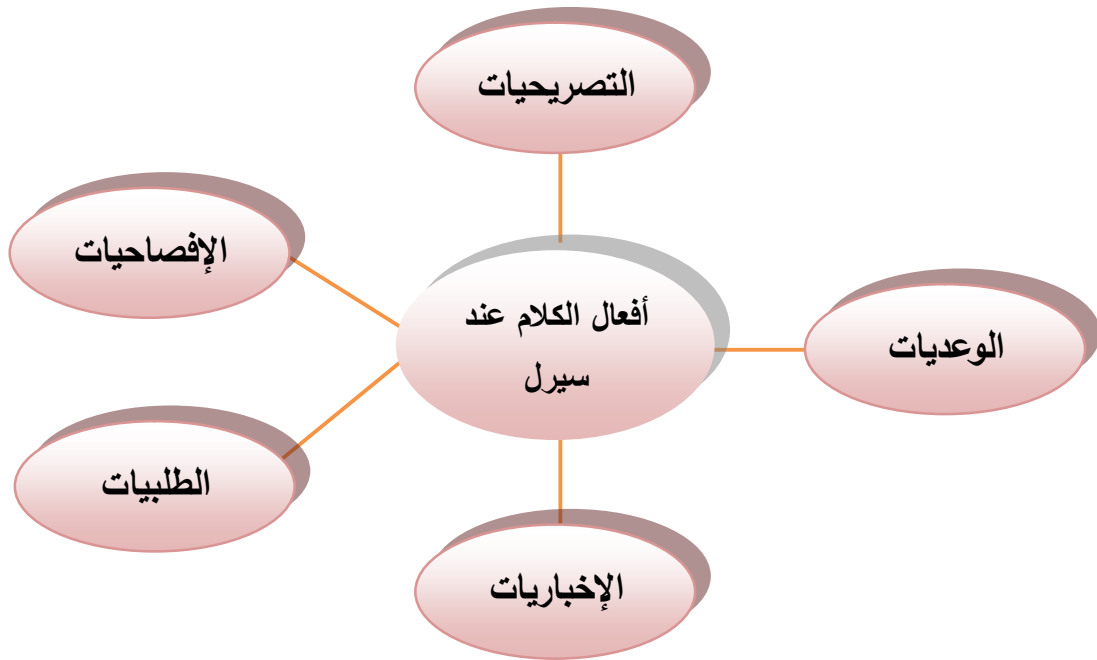 التصريحيات
الإفصاحيات
أفعال الكلام عند
سيرل
الوعديات
الطلبيات
الإخباريات